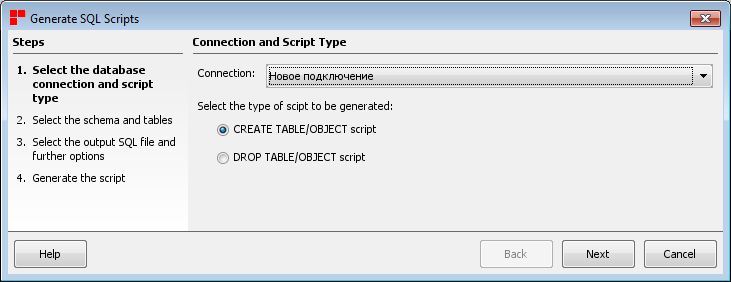 Generate SQL Scripts
Steps
1. Select the database
connection and script
type
2. Select the schema and tables
3. Select the output SQL file and
further options
4. Generate the script
Connection and Script Type
Connection:
Новое подключение
Select the type of scipt to be generated:
CREATE TABLE/OBJECT script
DROP TABLE/OBJECT script
Help
Back
Next
Cancel